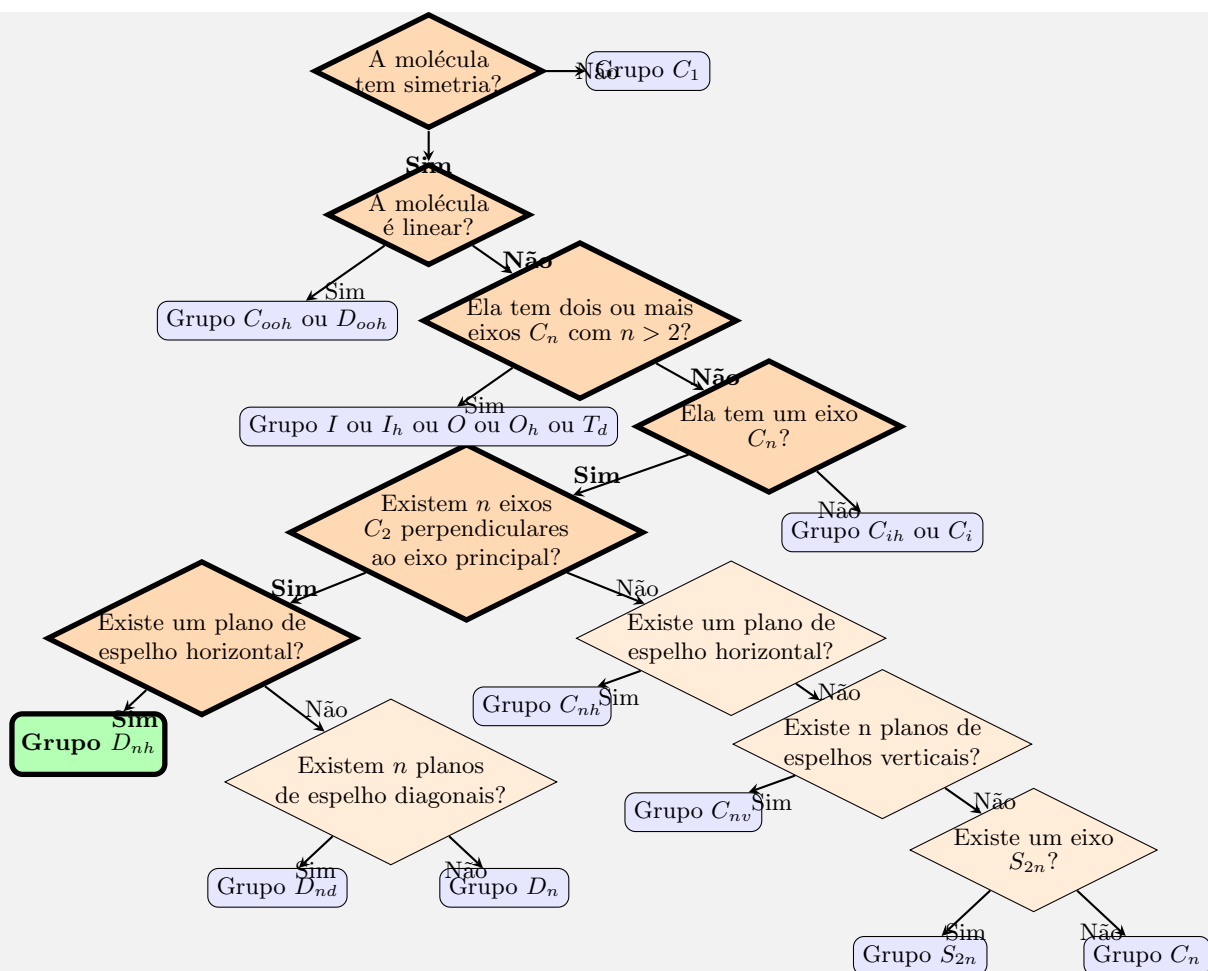 A molécula
tem simetria?
Não
Grupo C₁
Sim
A molécula
é linear?
Sim
Não
Grupo Cₒₒₕ ou Dₒₒₕ
Ela tem dois ou mais
eixos Cₙ com n > 2?
Sim
Não
Grupo I ou Iₕ ou O ou Oₕ ou T_d
Ela tem um eixo
Cₙ?
Sim
Não
Grupo Cᵢₕ ou Cᵢ
Existem n eixos
C₂ perpendiculares
ao eixo principal?
Sim
Não
Existe um plano de
espelho horizontal?
Existe um plano de
espelho horizontal?
Sim
Não
Sim
Não
Grupo Dₙₕ
Grupo Cₙₕ
Existem n planos
de espelho diagonais?
Existe n planos de
espelhos verticais?
Sim
Não
Sim
Não
Grupo Cₙᵥ
Grupo D_{nd}
Grupo Dₙ
Existe um eixo
S₂ₙ?
Sim
Não
Grupo S₂ₙ
Grupo Cₙ